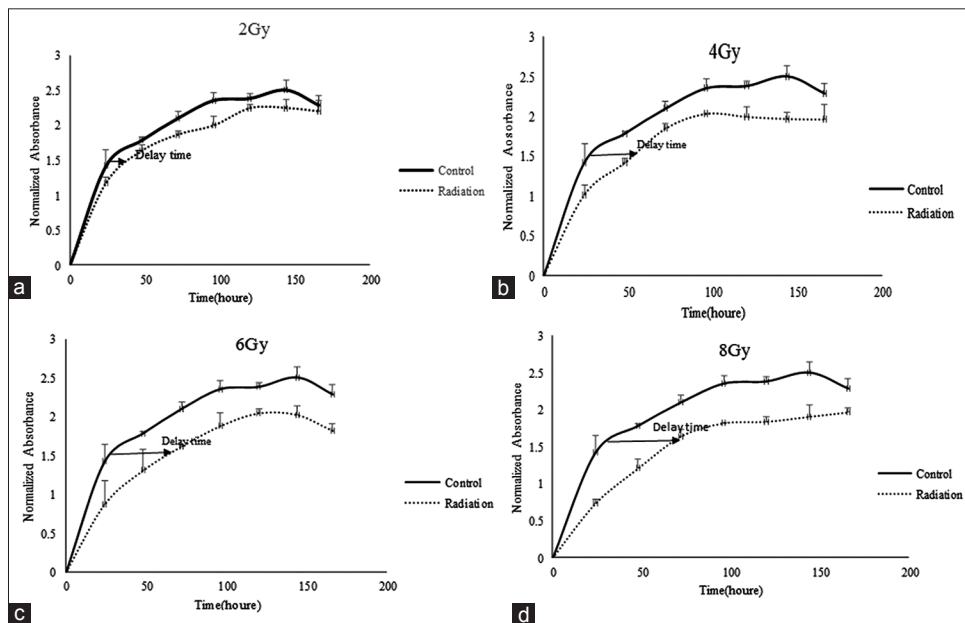 2Gy
3
2.5
2
1.5
1
0.5
0
0 50 100 150 200
Normalized Absorbance
Time(houre)
Delay time
Control
Radiation
a
4Gy
3
2.5
2
1.5
1
0.5
0
0 50 100 150 200
Normalized Aosorbance
Time(houre)
Delay time
Control
Radiation
b
6Gy
3
2.5
2
1.5
1
0.5
0
0 50 100 150 200
Normalized Absorbance
Time(houre)
Delay time
Control
Radiation
c
8Gy
3
2.5
2
1.5
1
0.5
0
0 50 100 150 200
Normalized Absorbance
Time(houre)
Delay time
Control
Radiation
d